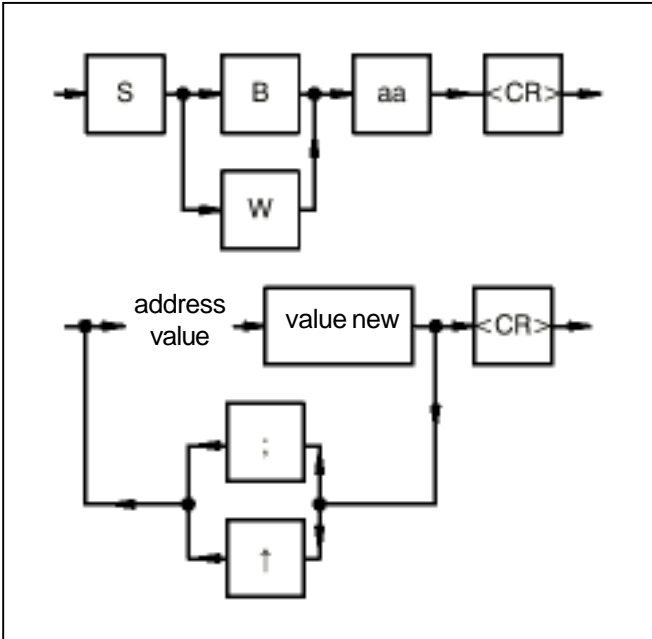 S B aa <CR>
W
address value value new <CR>
;
↑